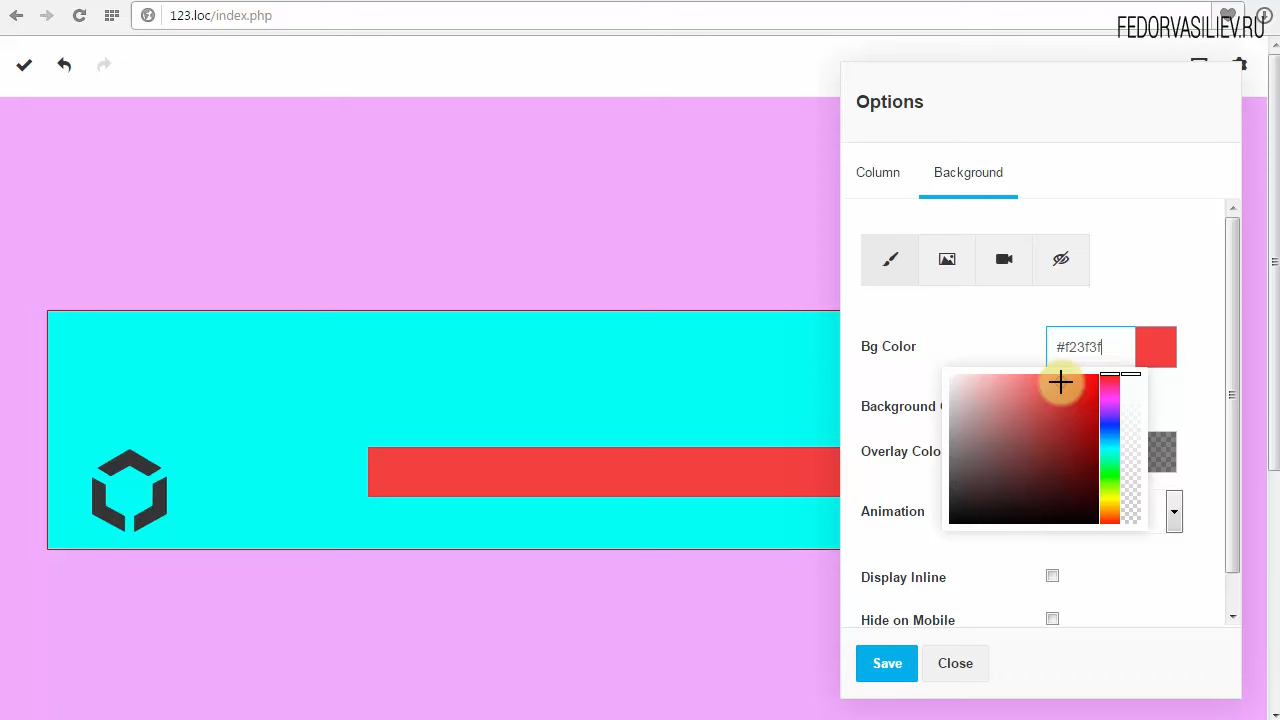 123.loc/index.php
FEDORVASILIEV.RU
Options
Column Background
Bg Color #f23f3f
Background
Overlay Colo
Animation
Display Inline
Hide on Mobile
Save Close